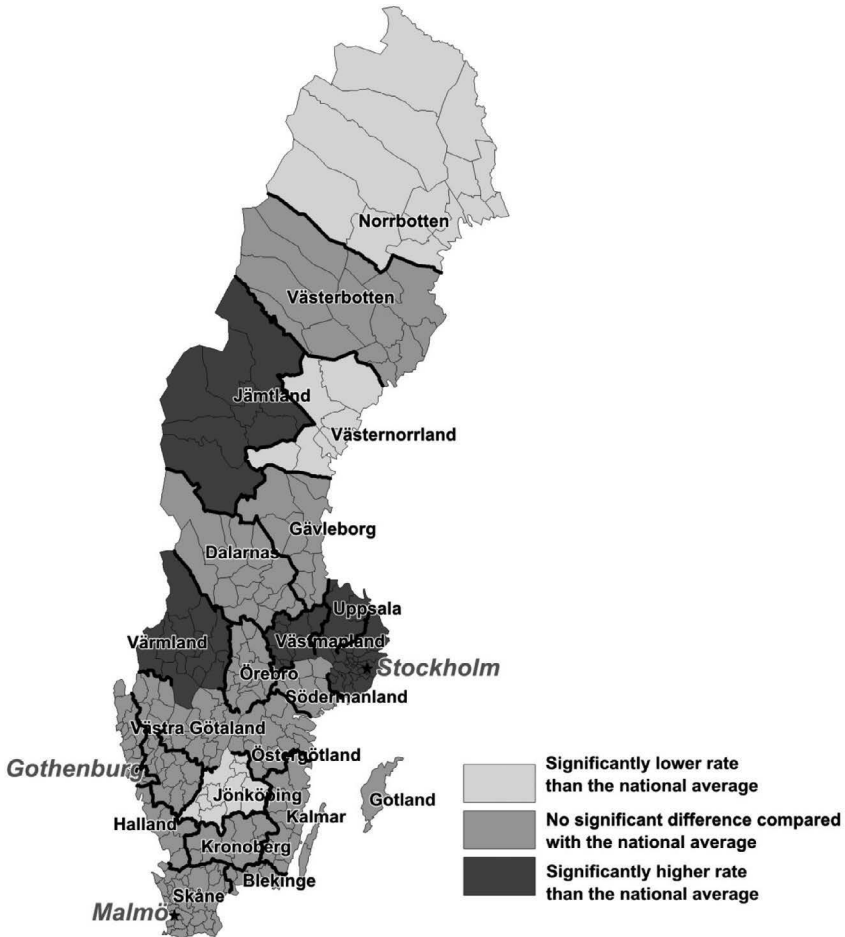 Norrbotten
Västerbotten
Jämtland
Västernorrland
Gävleborg
Dalarnas
Uppsala
Värmland
Västmanland
Stockholm
Örebro
Södermanland
Västra Götaland
Östergötland
Gothenburg
Jönköping
Gotland
Halland
Kalmar
Kronoberg
Blekinge
Skåne
Malmö
Significantly lower rate
than the national average
No significant difference compared
with the national average
Significantly higher rate
than the national average